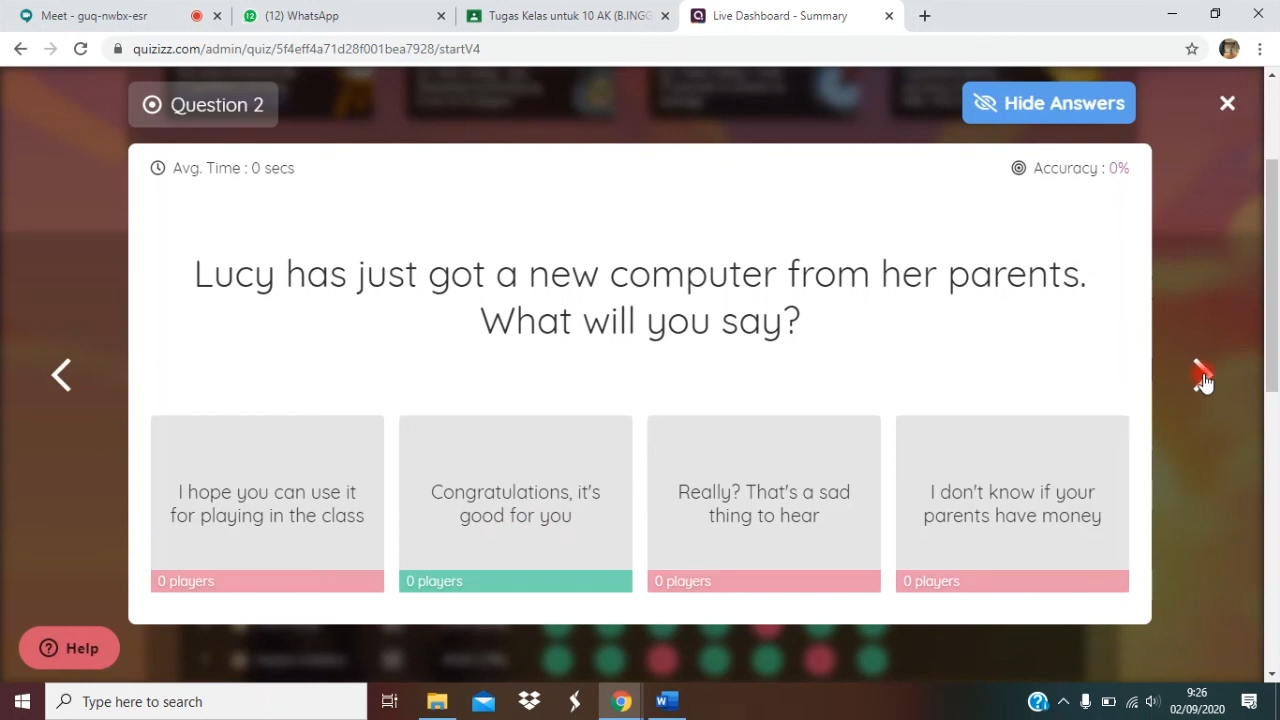 Meet - guq-nwbx-esr
(12) WhatsApp
Tugas Kelas untuk 10 AK (B.INGG
Live Dashboard - Summary
quizizz.com/admin/quiz/5f4eff4a71d28f001bea7928/startV4
Question 2
Hide Answers
Avg. Time : 0 secs
Accuracy : 0%
Lucy has just got a new computer from her parents.
What will you say?
I hope you can use it
for playing in the class
0 players
Congratulations, it's
good for you
0 players
Really? That's a sad
thing to hear
0 players
I don't know if your
parents have money
0 players
Help
Type here to search
9:26
02/09/2020